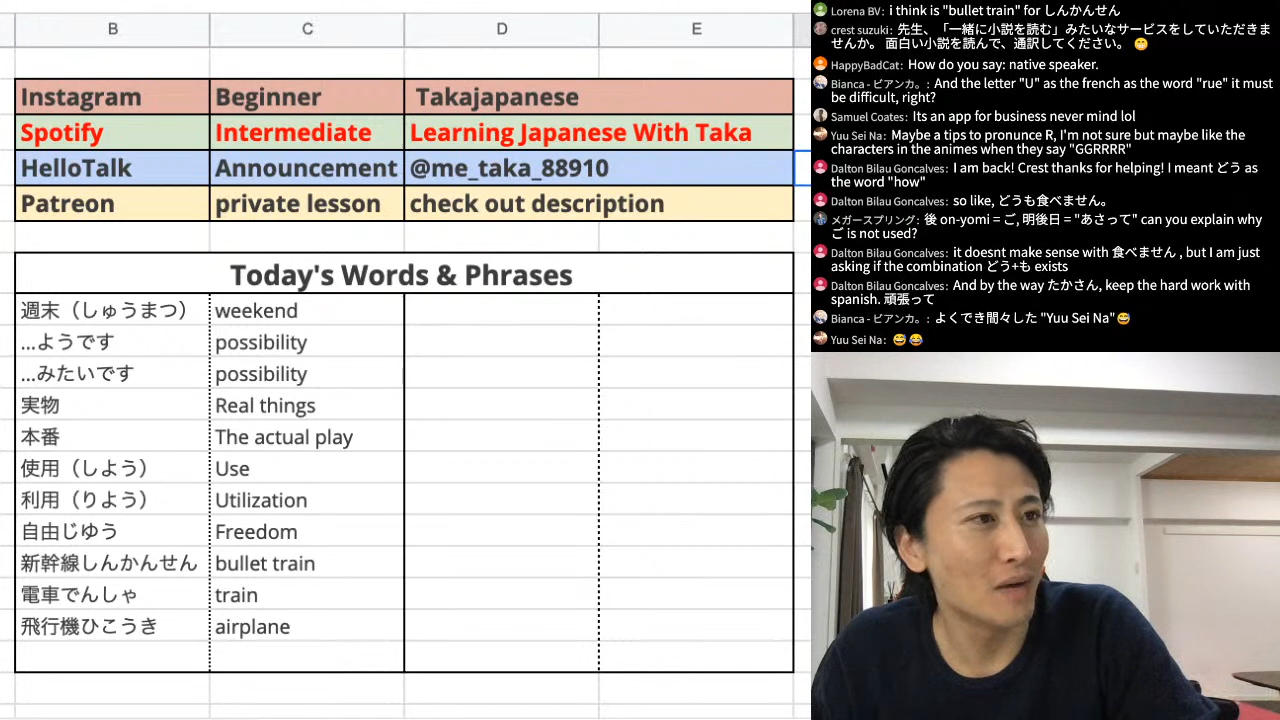 B C D E
Instagram Beginner Takajapanese
Spotify Intermediate Learning Japanese With Taka
HelloTalk Announcement @me_taka_88910
Patreon private lesson check out description
Today's Words & Phrases
週末（しゅうまつ） weekend
...ようです possibility
...みたいです possibility
実物 Real things
本番 The actual play
使用（しよう） Use
利用（りよう） Utilization
自由じゆう Freedom
新幹線しんかんせん bullet train
電車でんしゃ train
飛行機ひこうき airplane
Lorena BV: i think is "bullet train" for しんかんせん
crest suzuki: 先生、「一緒に小説を読む」みたいなサービスをしていただきま
せんか。 面白い小説を読んで、通訳してください。 😁
HappyBadCat: How do you say: native speaker.
Bianca - ビアンカ。: And the letter "U" as the french as the word "rue" it must
be difficult, right?
Samuel Coates: Its an app for business never mind lol
Yuu Sei Na: Maybe a tips to pronunce R, I'm not sure but maybe like the
characters in the animes when they say "GGRRRR"
Dalton Bilau Goncalves: I am back! Crest thanks for helping! I meant どう as
the word "how"
Dalton Bilau Goncalves: so like, どうも食べません。
メガースプリング: 後 on-yomi = ご, 明後日 = "あさって" can you explain why
ご is not used?
Dalton Bilau Goncalves: it doesnt make sense with 食べません , but I am just
asking if the combination どう+も exists
Dalton Bilau Goncalves: And by the way たかさん, keep the hard work with
spanish. 頑張って
Bianca - ビアンカ。: よくでき間々した "Yuu Sei Na"😅
Yuu Sei Na: 😅 😂